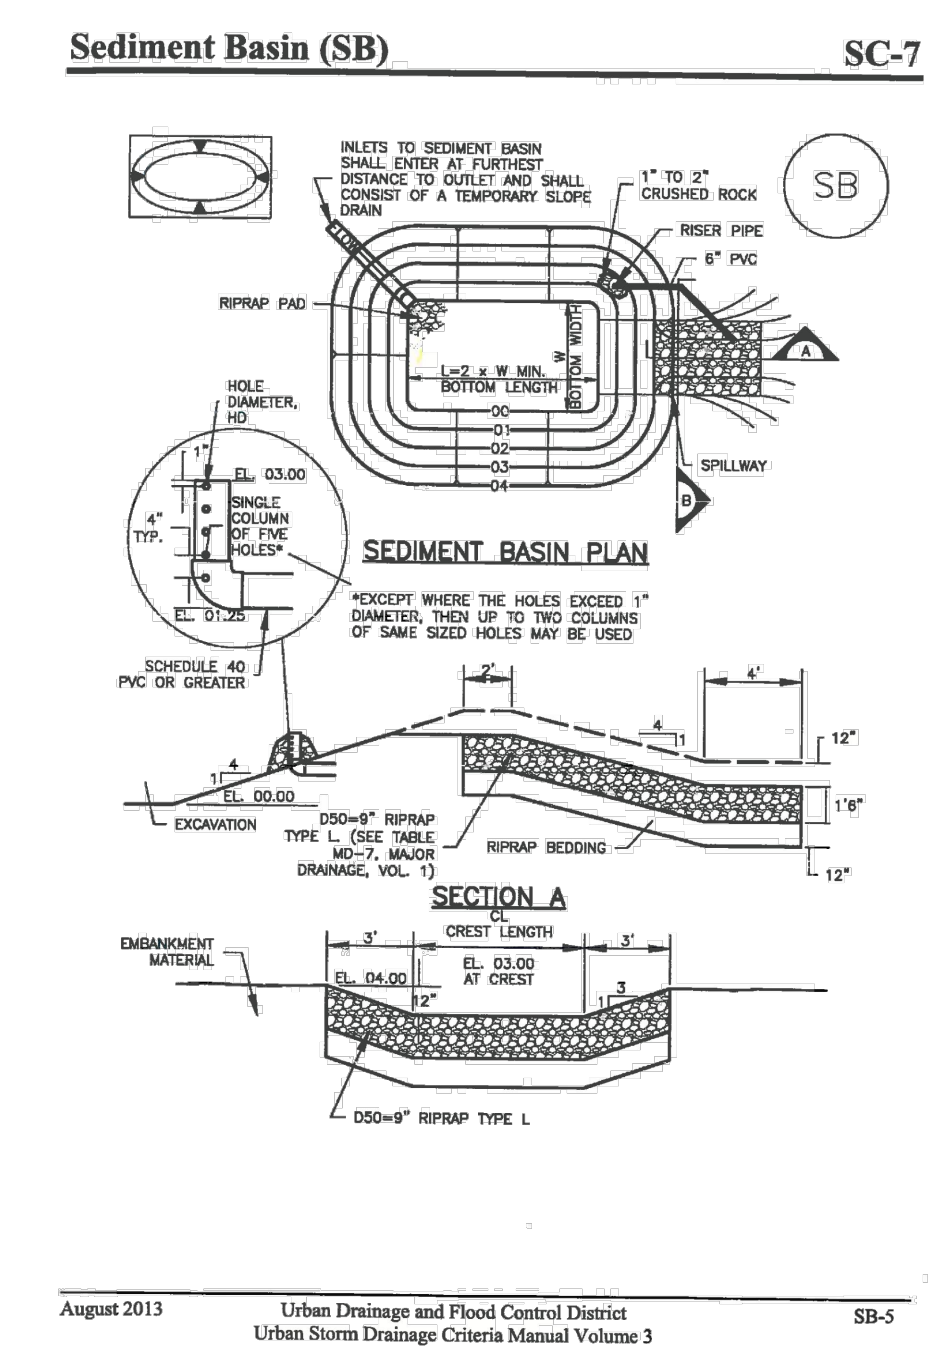 Sediment Basin (SB)
SC-7
INLETS TO SEDIMENT BASIN
SHALL ENTER AT FURTHEST
DISTANCE TO OUTLET AND SHALL
CONSIST OF A TEMPORARY SLOPE
DRAIN
1" TO 2"
CRUSHED ROCK
SB
RISER PIPE
6" PVC
FLOW
RIPRAP PAD
A
W
BOTTOM WIDTH
L=2 x W MIN.
BOTTOM LENGTH
00
01
02
03
04
HOLE
DIAMETER,
HD
SPILLWAY
B
1"
EL. 03.00
4"
TYP.
SINGLE
COLUMN
OF FIVE
HOLES*
EL. 01.25
SEDIMENT BASIN PLAN
*EXCEPT WHERE THE HOLES EXCEED 1"
DIAMETER, THEN UP TO TWO COLUMNS
OF SAME SIZED HOLES MAY BE USED
SCHEDULE 40
PVC OR GREATER
2'
4'
4
1
12"
4
1
EL. 00.00
EXCAVATION
1'6"
D50=9" RIPRAP
TYPE L. (SEE TABLE
MD-7, MAJOR
DRAINAGE, VOL. 1)
RIPRAP BEDDING
12"
SECTION A
CL
CREST LENGTH
3'
3'
EMBANKMENT
MATERIAL
EL. 04.00
EL. 03.00
AT CREST
12"
3
1
D50=9" RIPRAP TYPE L
August 2013
Urban Drainage and Flood Control District
SB-5
Urban Storm Drainage Criteria Manual Volume 3